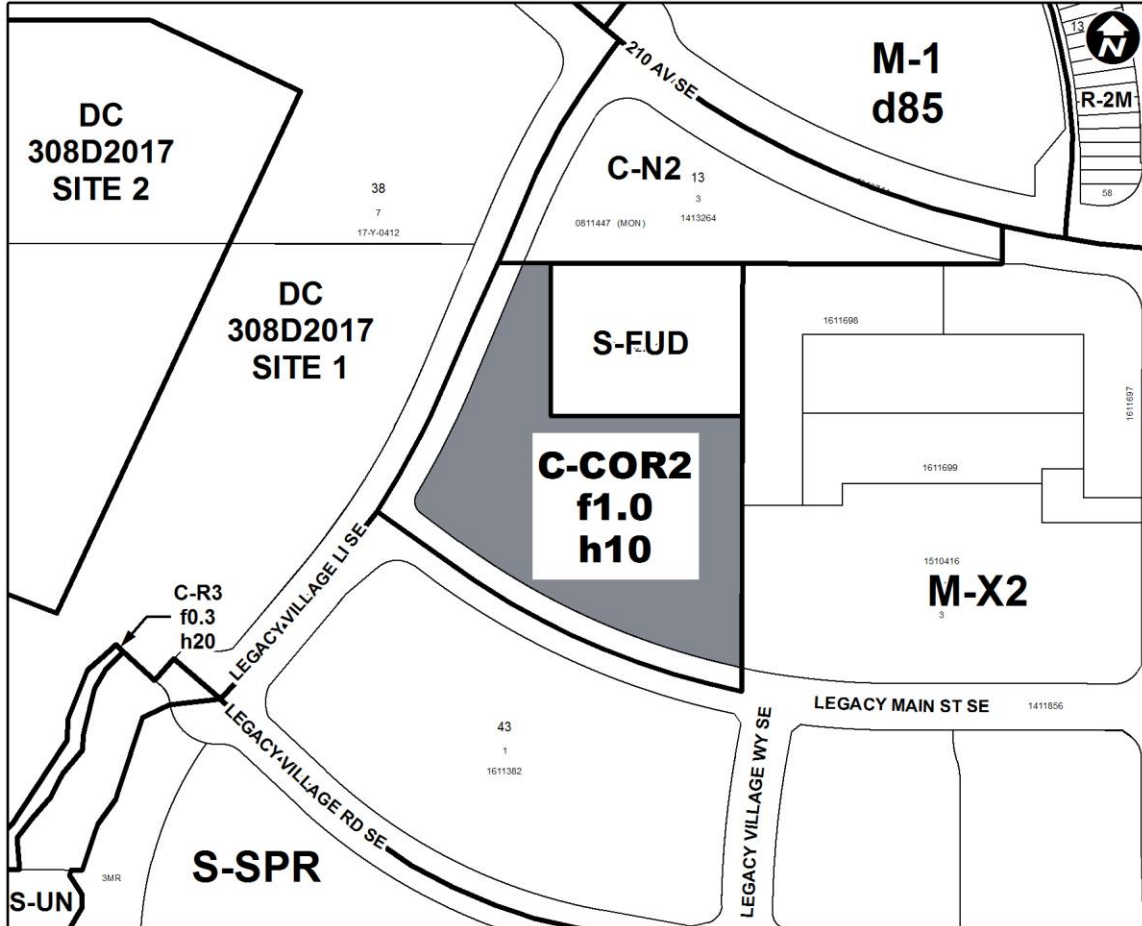 DC
308D2017
SITE 2
38
7
17-Y-0412
210 AV SE
M-1
d85
13
N
R-2M
58
C-N2
13
3
0811447 (MON)
1413264
DC
308D2017
SITE 1
S-FUD
1611698
1611697
C-COR2
f1.0
h10
1611699
1510416
M-X2
3
C-R3
f0.3
h20
LEGACY VILLAGE LI SE
LEGACY MAIN ST SE
1411856
LEGACY VILLAGE RD SE
43
1
1611382
LEGACY VILLAGE WY SE
S-SPR
3MR
S-UN